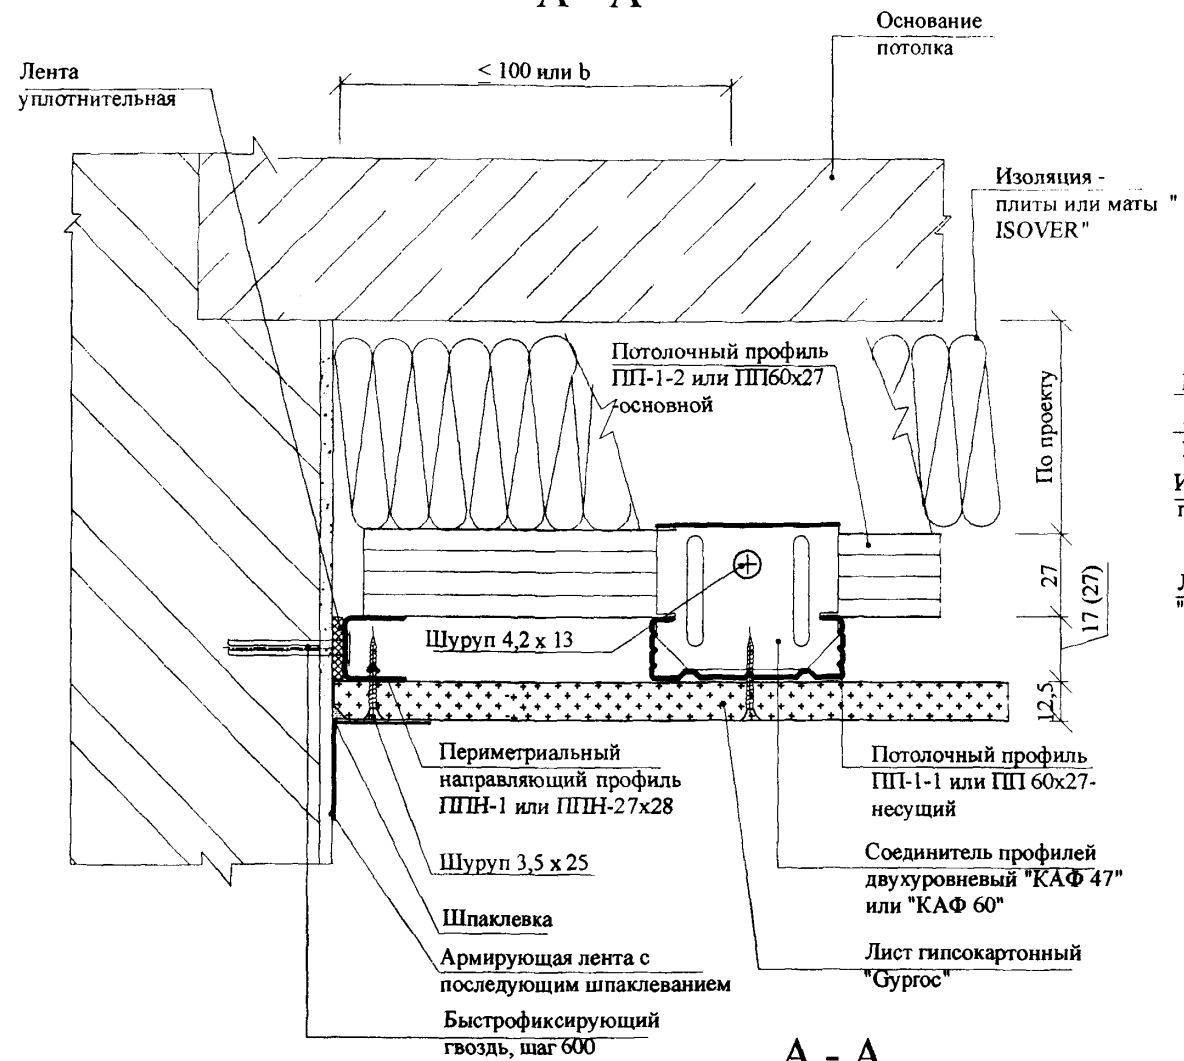 А - А
Основание
потолка
Лента
уплотнительная
≤ 100 или b
Изоляция -
плиты или маты "
ISOVER"
Потолочный профиль
ПП-1-2 или ПП60х27
-основной
По проекту
27
17 (27)
12,5
Шуруп 4,2 х 13
Периметриальный
направляющий профиль
ППН-1 или ППН-27х28
Шуруп 3,5 х 25
Шпаклевка
Армирующая лента с
последующим шпаклеванием
Быстрофиксирующий
гвоздь, шаг 600
Потолочный профиль
ПП-1-1 или ПП 60х27-
несущий
Соединитель профилей
двухуровневый "КАФ 47"
или "КАФ 60"
Лист гипсокартонный
"Gyproc"
А - А